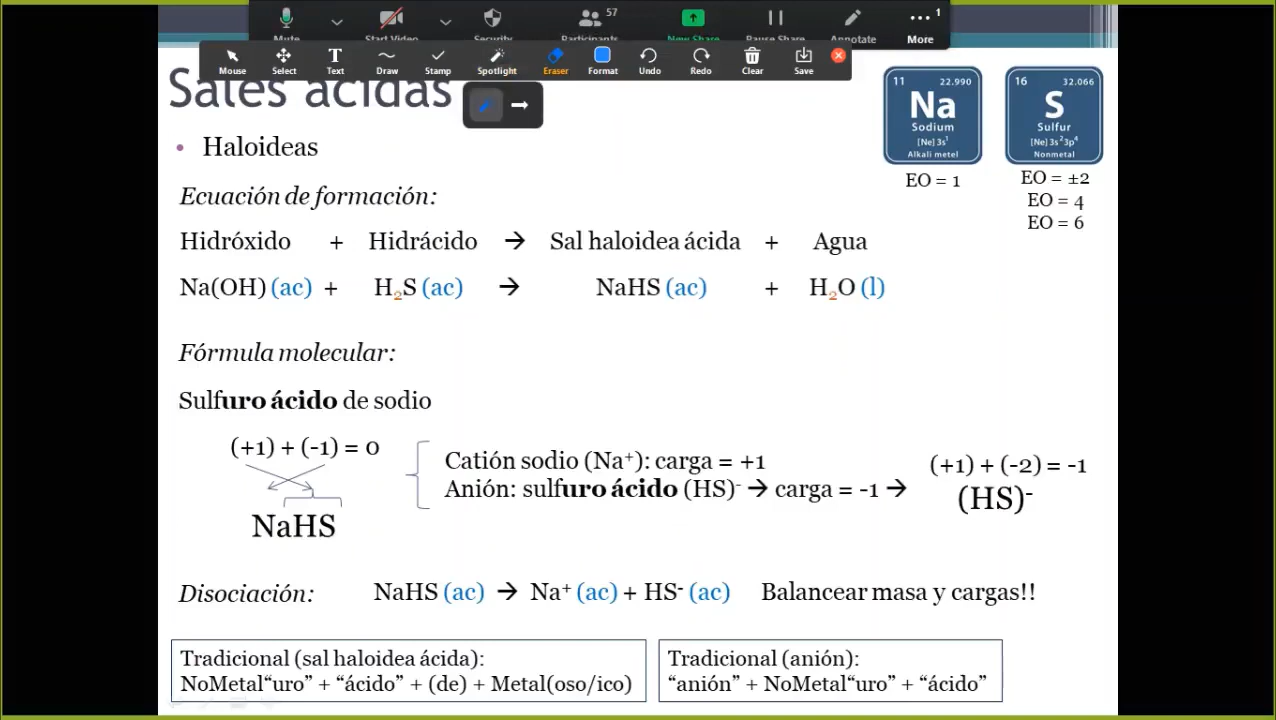 57
1
Mute
Start Video
Security
Participants
New Share
Pause Share
Annotate
More
Mouse
Select
Text
Draw
Stamp
Spotlight
Eraser
Format
Undo
Redo
Clear
Save
Sales ácidas
11 22.990
Na
Sodium
[Ne] 3s¹
Alkali metel
EO = 1
16 32.066
S
Sulfur
[Ne] 3s² 3p⁴
Nonmetal
EO = ±2
EO = 4
EO = 6
• Haloideas
Ecuación de formación:
Hidróxido + Hidrácido → Sal haloidea ácida + Agua
Na(OH) (ac) + H₂S (ac) → NaHS (ac) + H₂O (l)
Fórmula molecular:
Sulfuro ácido de sodio
(+1) + (-1) = 0
NaHS
Catión sodio (Na⁺): carga = +1
Anión: sulfuro ácido (HS)⁻ → carga = -1 →
(+1) + (-2) = -1
(HS)⁻
Disociación: NaHS (ac) → Na⁺ (ac) + HS⁻ (ac) Balancear masa y cargas!!
Tradicional (sal haloidea ácida):
NoMetal“uro” + “ácido” + (de) + Metal(oso/ico)
Tradicional (anión):
“anión” + NoMetal“uro” + “ácido”